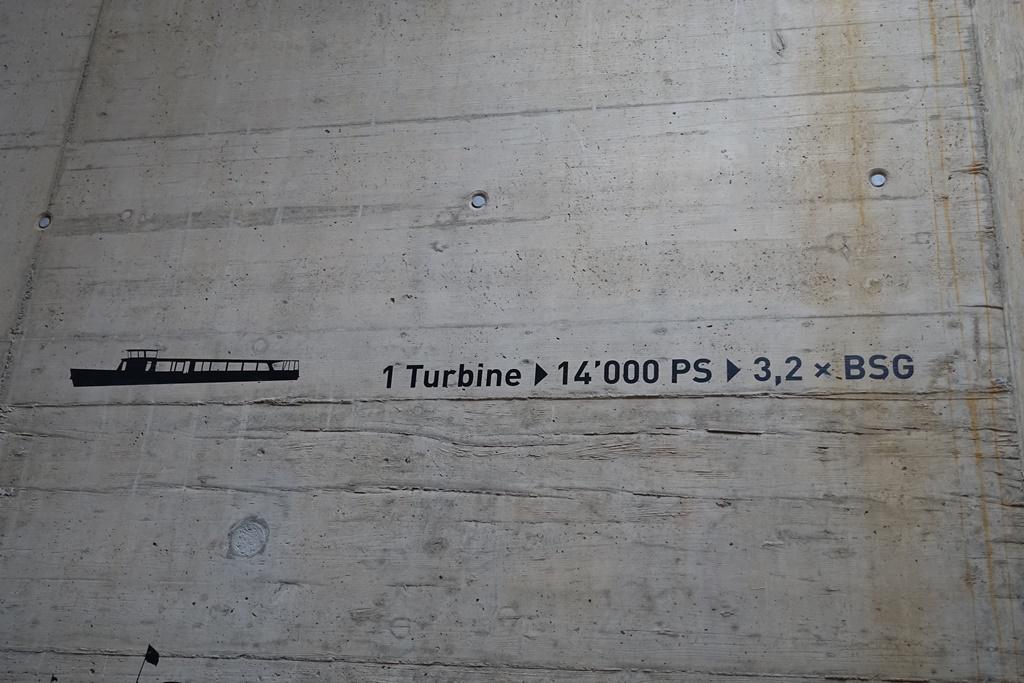 1 Turbine ▶ 14’000 PS ▶ 3,2 × BSG